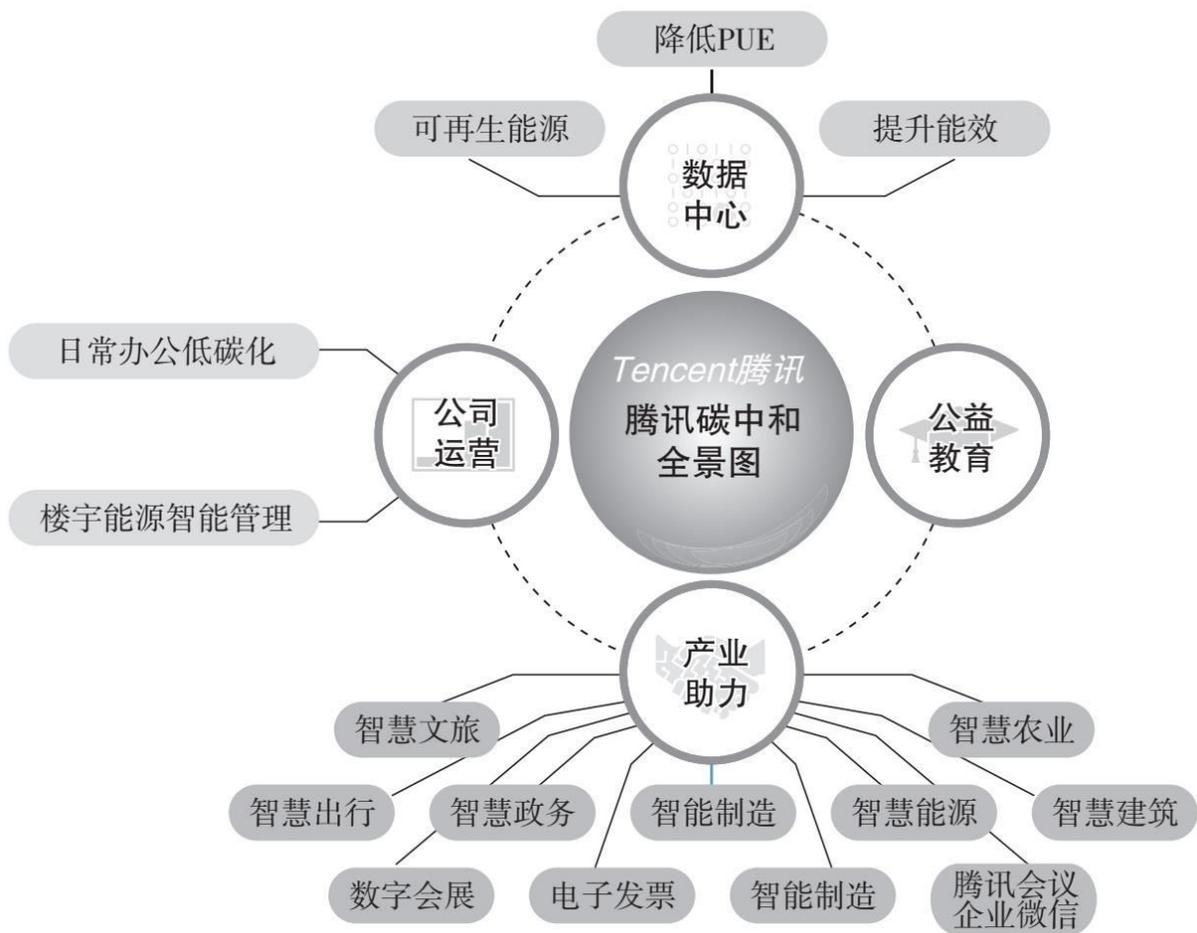 降低PUE
可再生能源
提升能效
数据
中心
日常办公低碳化
楼宇能源智能管理
公司
运营
Tencent腾讯
腾讯碳中和
全景图
公益
教育
产业
助力
智慧文旅
智慧农业
智慧出行
智慧政务
智能制造
智慧能源
智慧建筑
数字会展
电子发票
智能制造
腾讯会议
企业微信